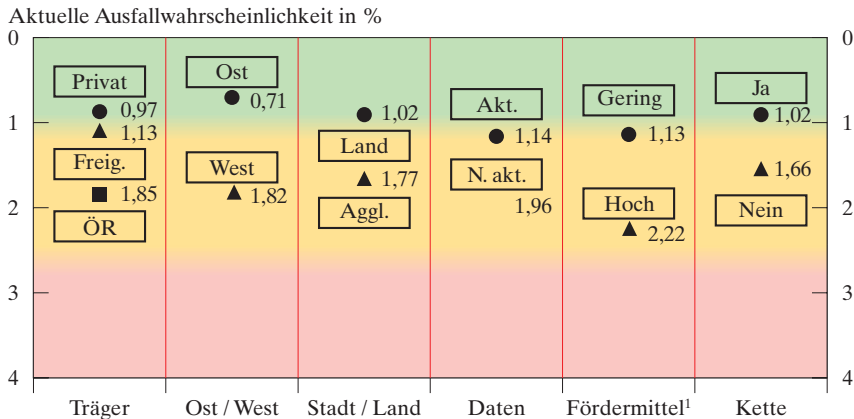 Aktuelle Ausfallwahrscheinlichkeit in %
0 0
Privat Ost Ja
Akt. Gering
0,97 0,71 1,02 1,02
1 1
1,13 1,14 1,13
Freig. West Land N. akt. 1,66
1,85 1,82 1,77 1,96
ÖR Aggl. Hoch Nein
2 2
2,22
3 3
4 4
Träger Ost / West Stadt / Land Daten Fördermittel¹ Kette